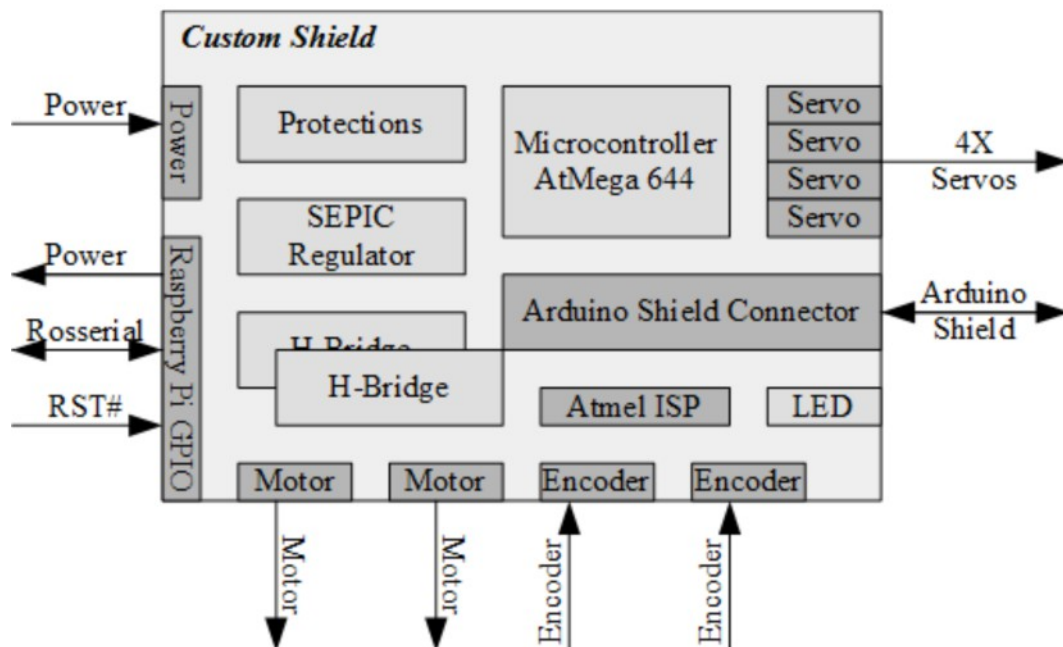 Custom Shield
Power
Power
Protections
Microcontroller
AtMega 644
Servo
Servo
Servo
Servo
4X
Servos
SEPIC
Regulator
Power
Rosserial
RST#
Raspberry Pi GPIO
Arduino Shield Connector
Arduino
Shield
H-Bridge
H-Bridge
Atmel ISP
LED
Motor
Motor
Encoder
Encoder
Motor
Motor
Encoder
Encoder